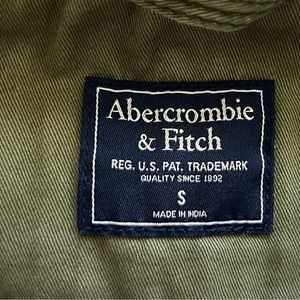 Abercrombie
& Fitch
REG. U.S. PAT. TRADEMARK
QUALITY SINCE 1892
S
MADE IN INDIA